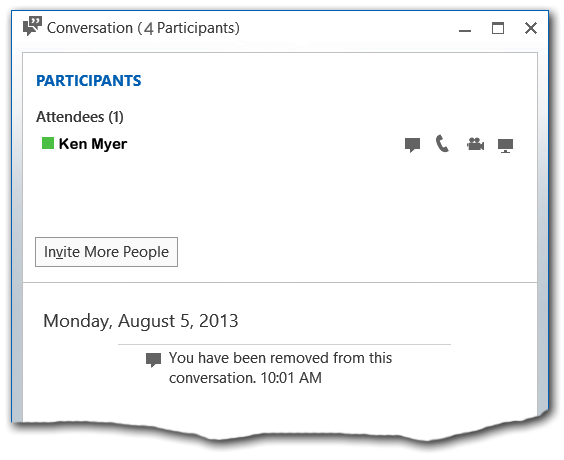 Conversation (4 Participants)
PARTICIPANTS
Attendees (1)
Ken Myer
Invite More People
Monday, August 5, 2013
You have been removed from this
conversation. 10:01 AM